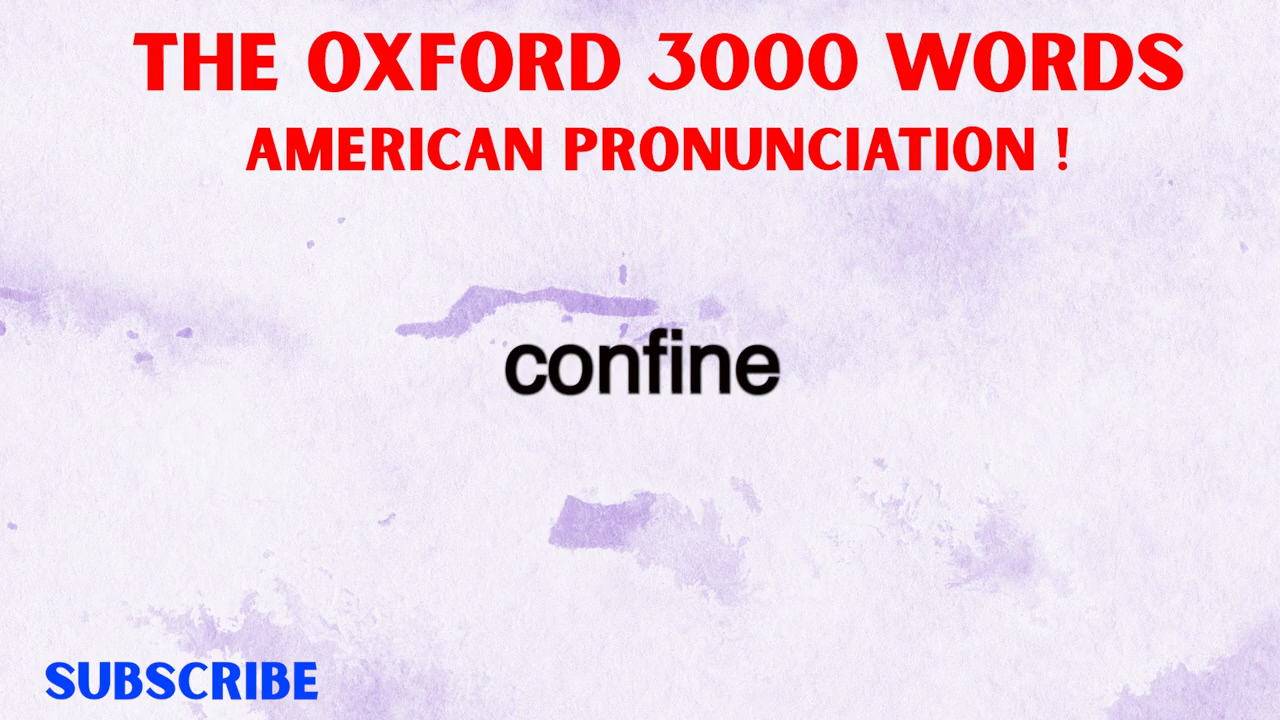 THE OXFORD 3000 WORDS
AMERICAN PRONUNCIATION !
confine
SUBSCRIBE